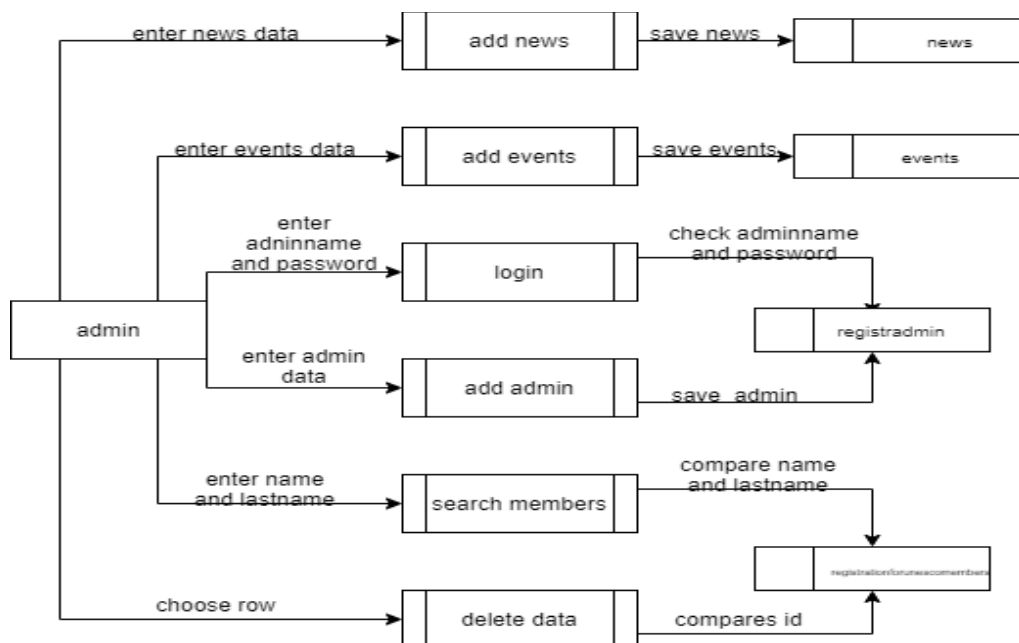 enter news data
add news
save news
news
enter events data
add events
save events
events
enter
adninname
and password
login
check adminname
and password
admin
registradmin
enter admin
data
add admin
save admin
enter name
and lastname
search members
compare name
and lastname
choose row
delete data
compares id